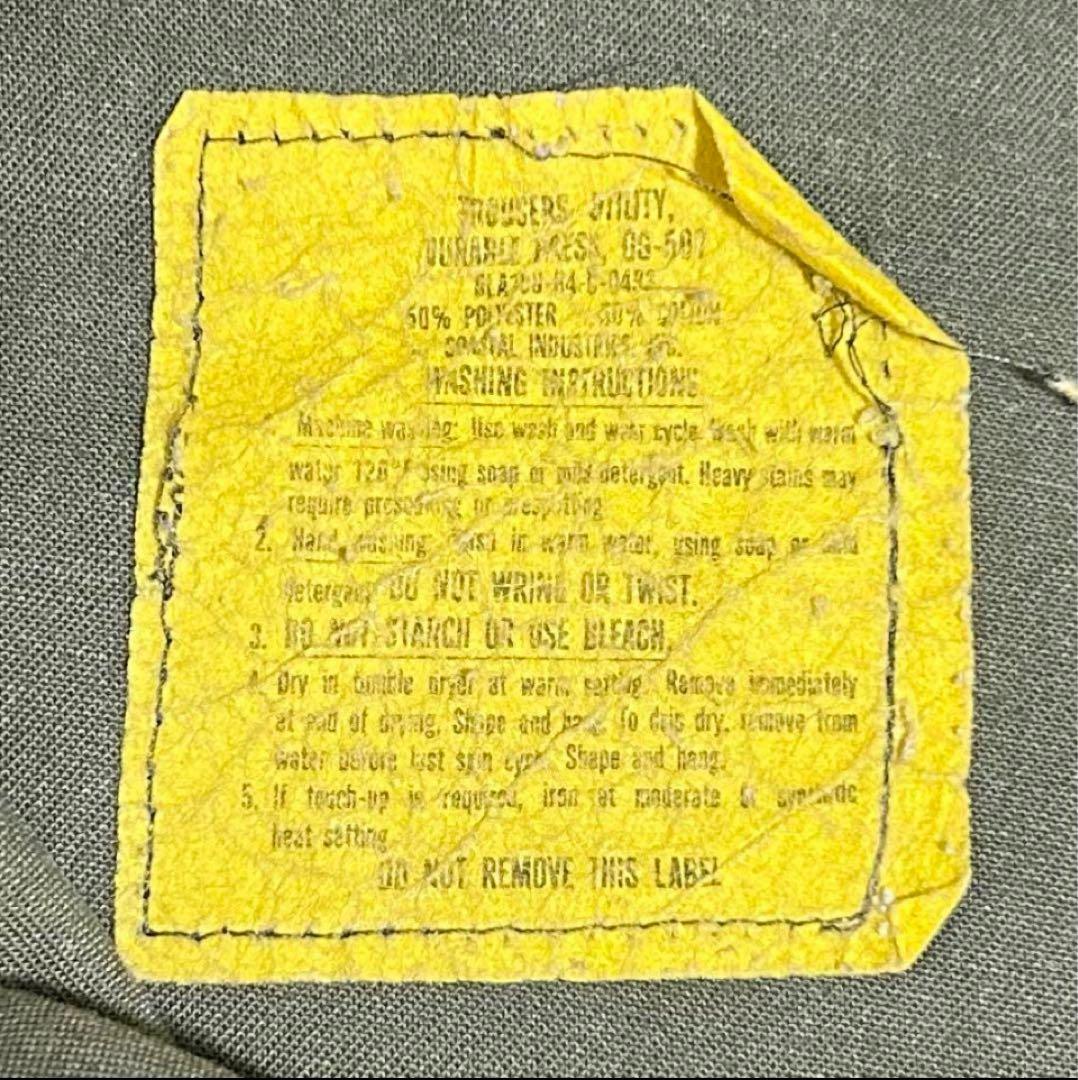 TROUSERS, UTILITY,
DURABLE PRESS, OG-507
50% POLYESTER 50% COTTON
COASTAL INDUSTRIES,
WASHING INSTRUCTIONS
Machine washing: Use wash and wear cycle. Wash with warm
water 120°F using soap or mild detergent. Heavy stains may
require presoaking or prespotting
2. Hand washing: Wash in warm water, using soap or mild
detergent. DO NOT WRING OR TWIST.
3. DO NOT STARCH OR USE BLEACH.
4. Dry in tumble dryer at warm setting. Remove immediately
at end of drying, Shape and hang. To drip dry, remove from
water before last spin cycle. Shape and hang.
5. If touch-up is required, iron at moderate or synthetic
heat setting
DO NOT REMOVE THIS LABEL